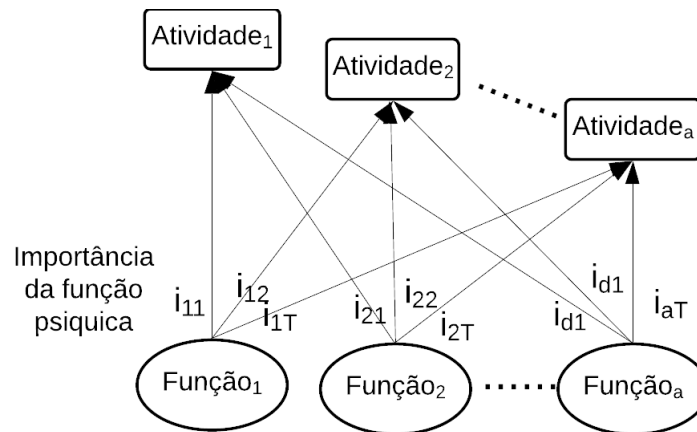 Atividade₁
Atividade₂
Atividadeₐ
Importância
da função
psiquica
i₁₁
i₁₂
i₁T
i₂₁
i₂₂
i₂T
i_d1
i_d1
i_aT
Função₁
Função₂
Funçãoₐ